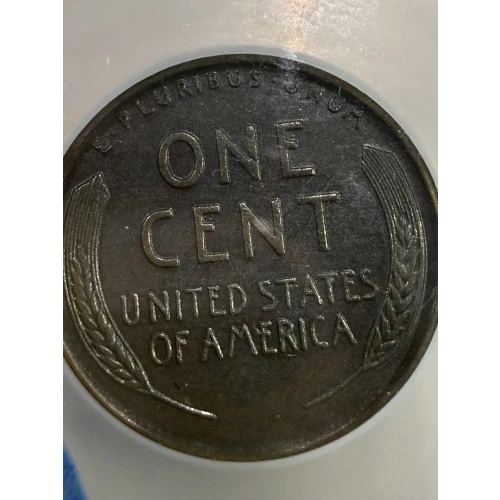 E·PLURIBUS·UNUM
ONE
CENT
UNITED STATES
OF AMERICA